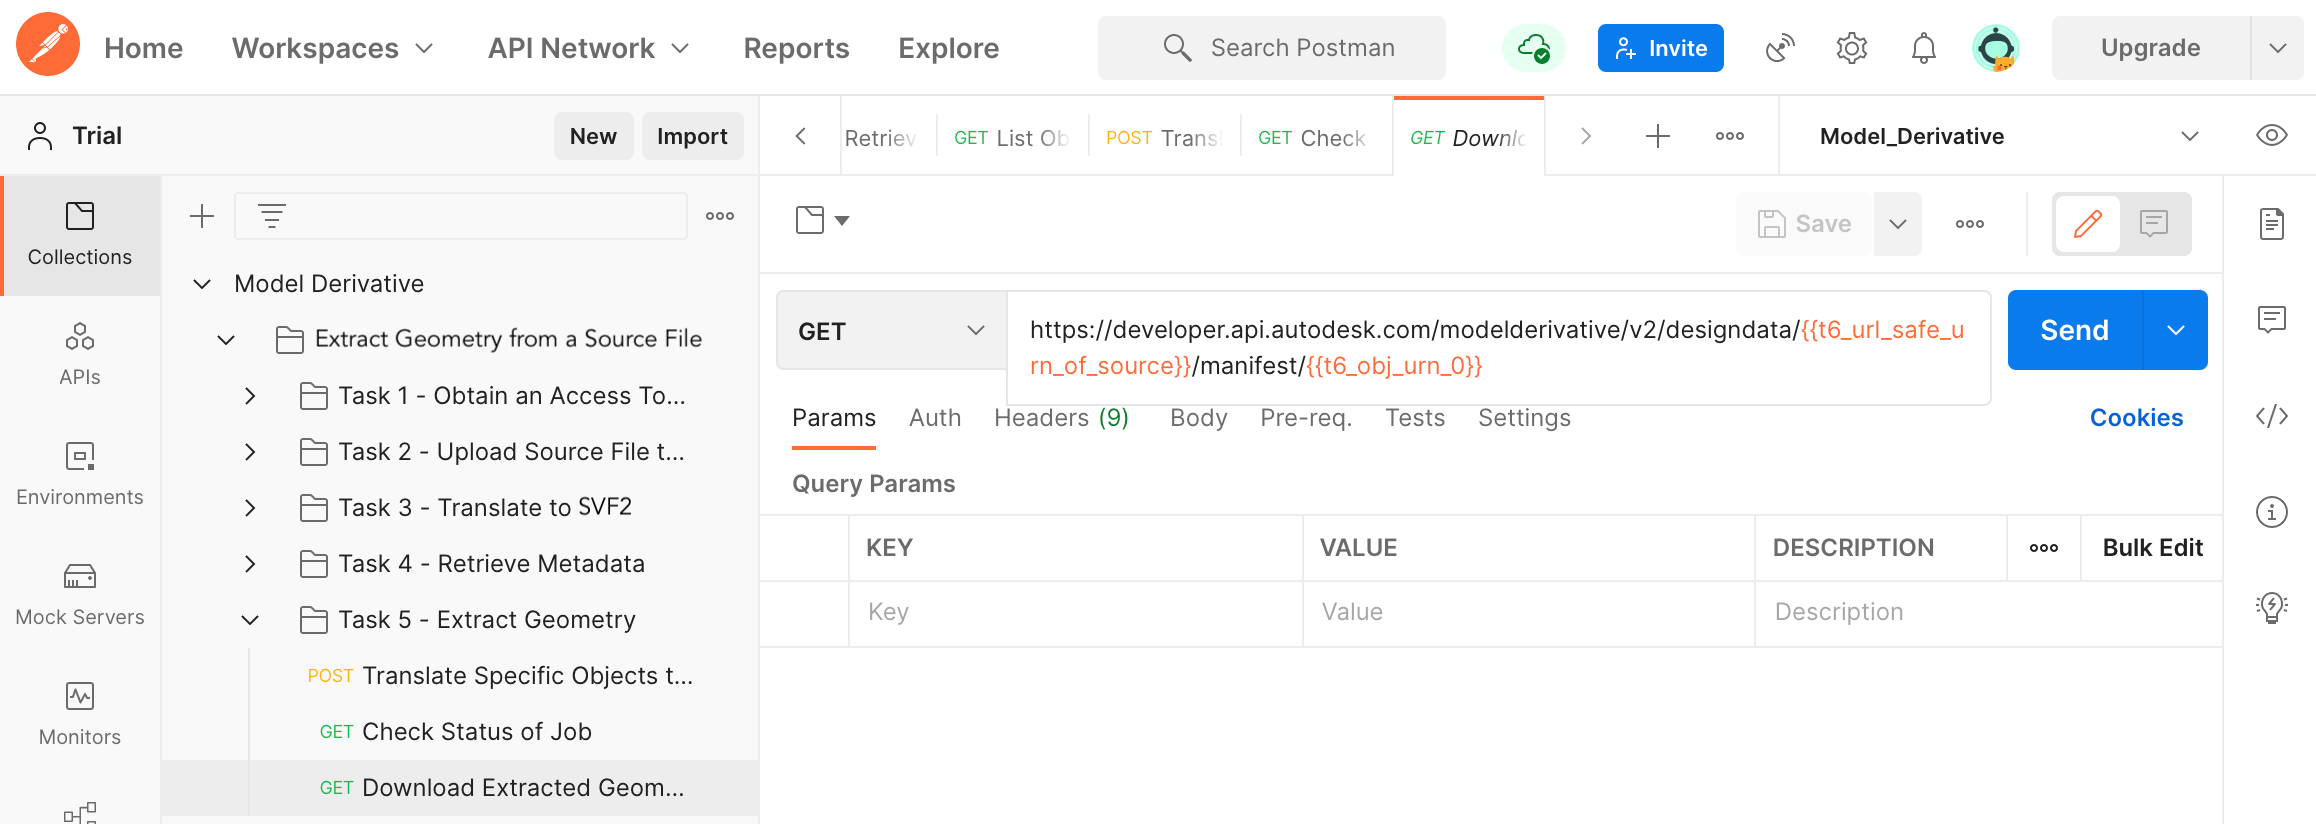 Home Workspaces API Network Reports Explore Search Postman Invite Upgrade
Trial New Import
Retriev GET List Ob POST Trans GET Check GET Downlo Model_Derivative
Collections
Save
Model Derivative
GET https://developer.api.autodesk.com/modelderivative/v2/designdata/{{t6_url_safe_u
rn_of_source}}/manifest/{{t6_obj_urn_0}}
Send
Extract Geometry from a Source File
APIs
Task 1 - Obtain an Access To...
Params Auth Headers (9) Body Pre-req. Tests Settings Cookies
Task 2 - Upload Source File t...
Query Params
Environments
Task 3 - Translate to SVF2
KEY VALUE DESCRIPTION Bulk Edit
Task 4 - Retrieve Metadata
Key Value Description
Mock Servers
Task 5 - Extract Geometry
POST Translate Specific Objects t...
GET Check Status of Job
Monitors
GET Download Extracted Geom...